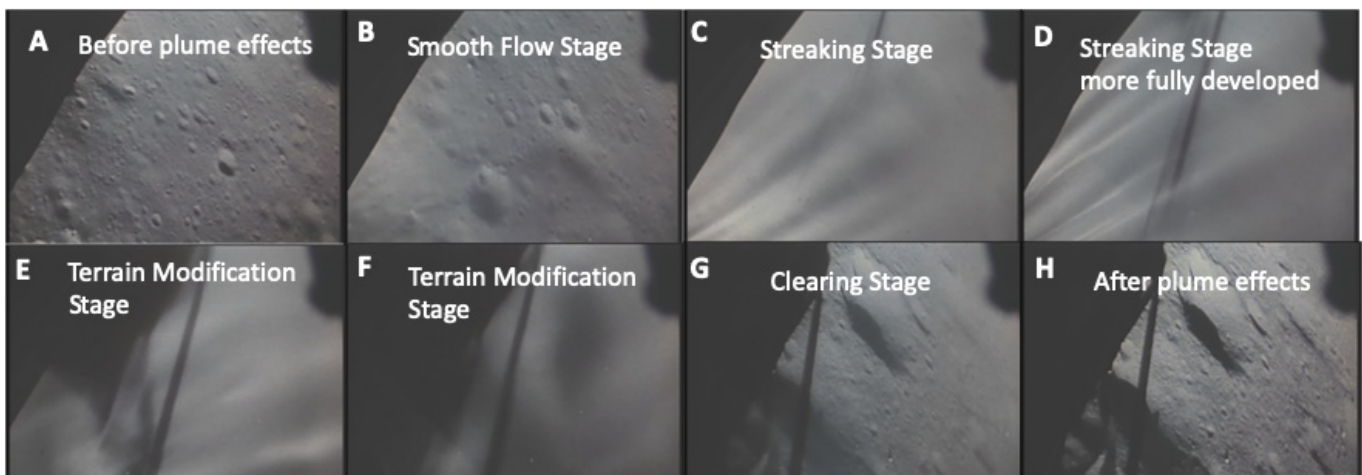 A Before plume effects
B Smooth Flow Stage
C Streaking Stage
D Streaking Stage
more fully developed
E Terrain Modification
Stage
F Terrain Modification
Stage
G Clearing Stage
H After plume effects